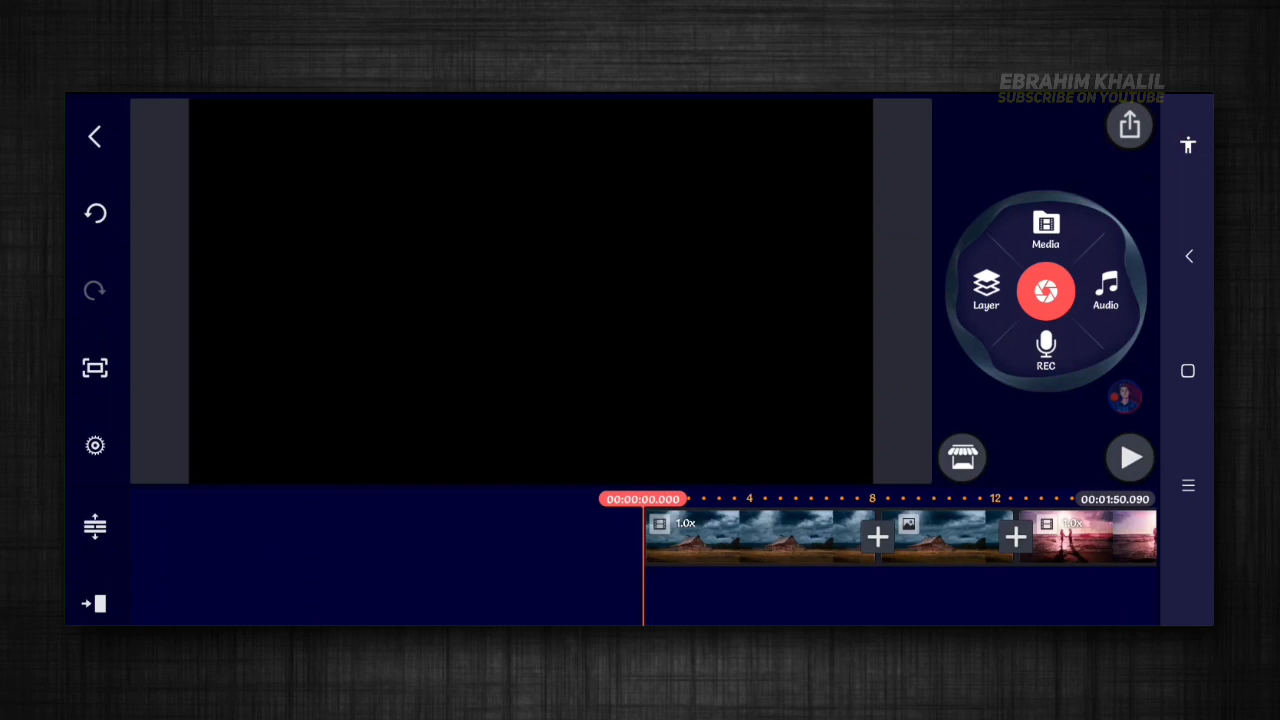 EBRAHIM KHALIL
SUBSCRIBE ON YOUTUBE
Media
Layer
Audio
REC
00:00:00.000
4
8
12
00:01:50.090
1.0x
1.0x